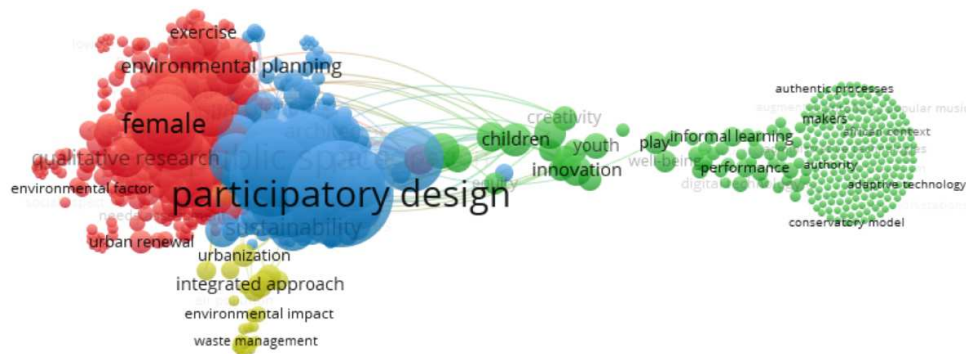 exercise
environmental planning
female
qualitative research
environmental factor
urban renewal
participatory design
sustainability
urbanization
integrated approach
environmental impact
waste management
creativity
children
youth
innovation
play
well-being
informal learning
performance
authentic processes
makers
african context
authority
adaptive technology
conservatory model